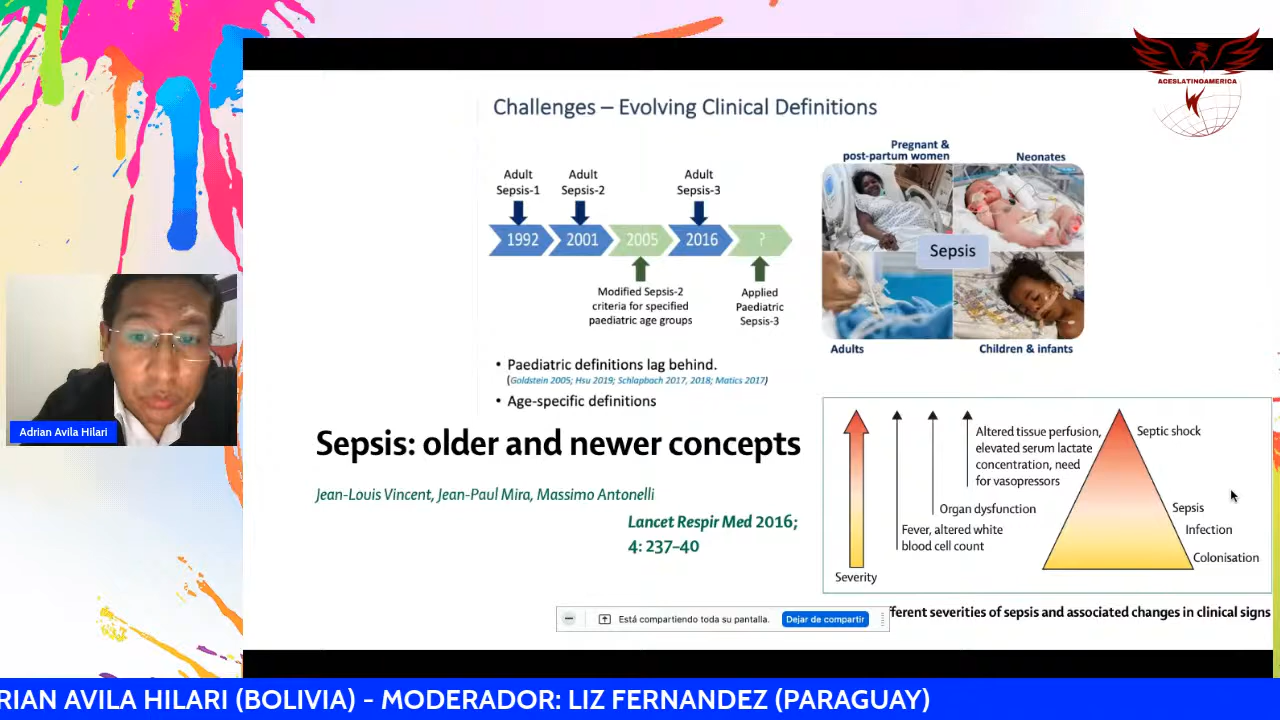 ACESLATINOAMERICA
Challenges – Evolving Clinical Definitions
Adult
Sepsis-1
Adult
Sepsis-2
Adult
Sepsis-3
1992
2001
2005
2016
?
Modified Sepsis-2
criteria for specified
paediatric age groups
Applied
Paediatric
Sepsis-3
Pregnant &
post-partum women
Neonates
Sepsis
Adults
Children & infants
• Paediatric definitions lag behind.
(Goldstein 2005; Hsu 2019; Schlapbach 2017, 2018; Matics 2017)
• Age-specific definitions
Sepsis: older and newer concepts
Jean-Louis Vincent, Jean-Paul Mira, Massimo Antonelli
Lancet Respir Med 2016;
4: 237–40
Altered tissue perfusion,
elevated serum lactate
concentration, need
for vasopressors
Organ dysfunction
Fever, altered white
blood cell count
Severity
Septic shock
Sepsis
Infection
Colonisation
fferent severities of sepsis and associated changes in clinical signs
Está compartiendo toda su pantalla.
Dejar de compartir
Adrian Avila Hilari
RIAN AVILA HILARI (BOLIVIA) - MODERADOR: LIZ FERNANDEZ (PARAGUAY)